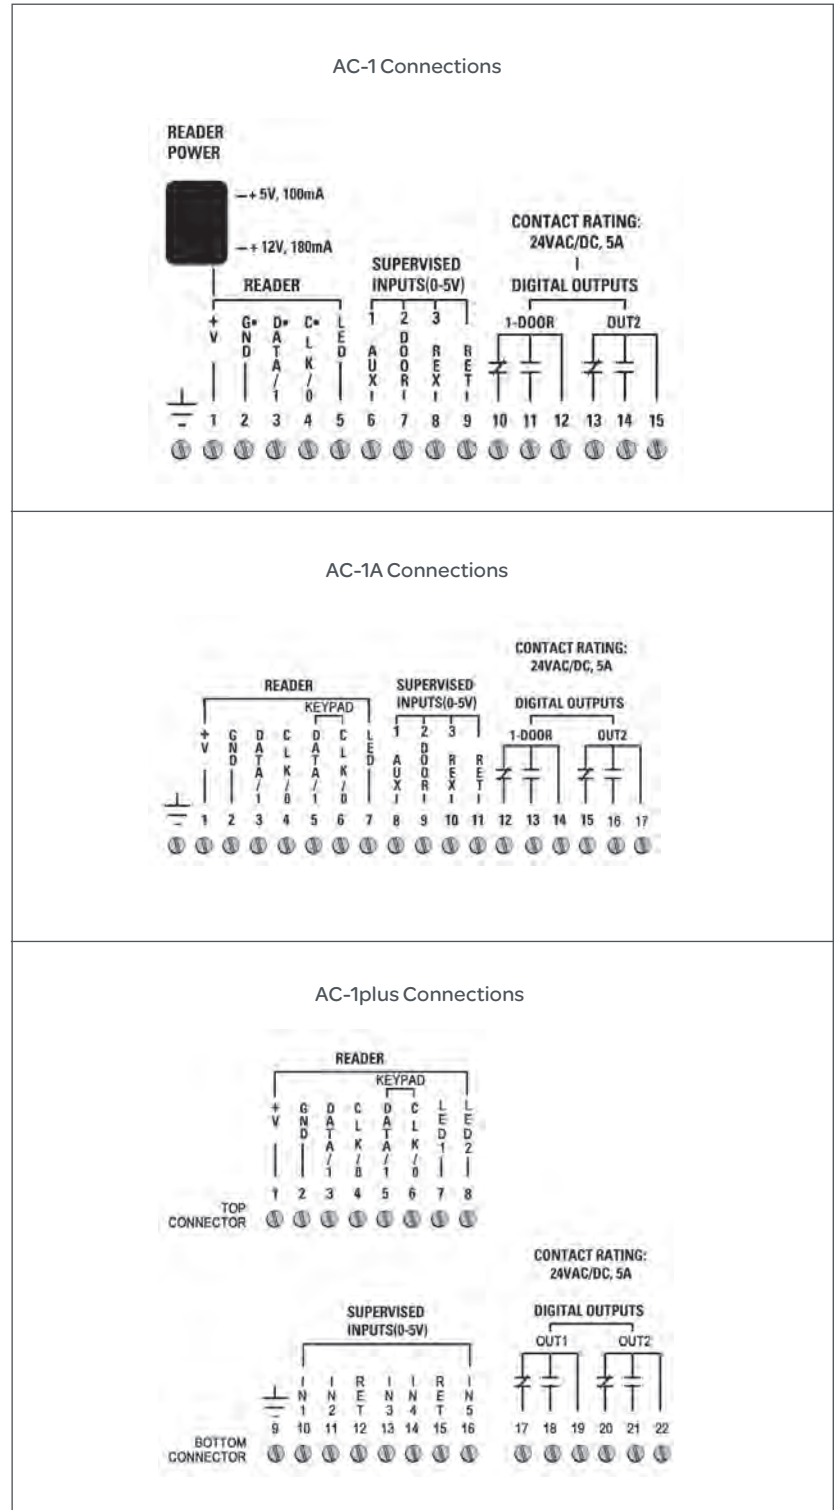 AC-1 Connections
READER
POWER
+ 5V, 100mA
+ 12V, 180mA
READER
SUPERVISED
INPUTS(0-5V)
CONTACT RATING:
24VAC/DC, 5A
DIGITAL OUTPUTS
1-DOOR OUT2
+V G•ND D•ATA/1 C•LK/0 LED 1 AUX 2 DOOR 3 REX RET
1 2 3 4 5 6 7 8 9 10 11 12 13 14 15
AC-1A Connections
READER
KEYPAD
SUPERVISED
INPUTS(0-5V)
CONTACT RATING:
24VAC/DC, 5A
DIGITAL OUTPUTS
1-DOOR OUT2
+V GND DATA/1 CLK/0 DATA/1 CLK/0 LED 1 AUX 2 DOOR 3 REX RET
1 2 3 4 5 6 7 8 9 10 11 12 13 14 15 16 17
AC-1plus Connections
READER
KEYPAD
+V GND DATA/1 CLK/0 DATA/1 CLK/0 LED1 LED2
1 2 3 4 5 6 7 8
TOP
CONNECTOR
SUPERVISED
INPUTS(0-5V)
CONTACT RATING:
24VAC/DC, 5A
DIGITAL OUTPUTS
OUT1 OUT2
IN1 IN2 RET IN3 IN4 RET IN5
9 10 11 12 13 14 15 16 17 18 19 20 21 22
BOTTOM
CONNECTOR